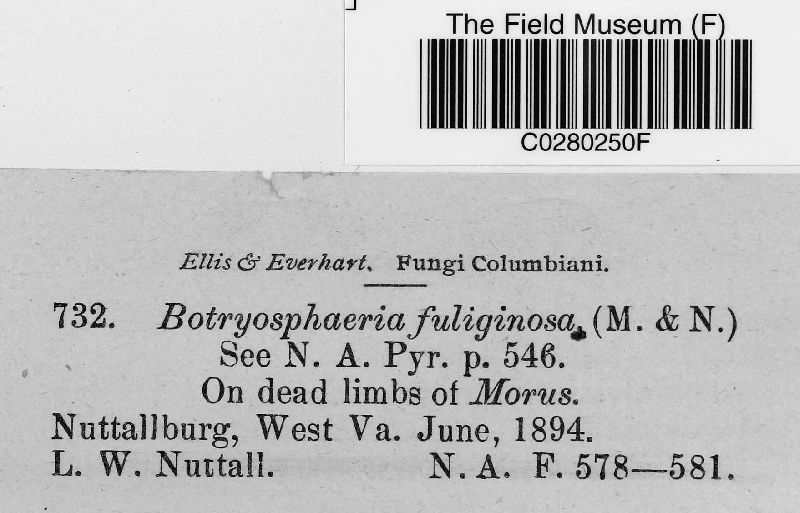 The Field Museum (F)
C0280250F
Ellis & Everhart. Fungi Columbiani.
732. Botryosphaeria fuliginosa, (M. & N.)
See N. A. Pyr. p. 546.
On dead limbs of Morus.
Nuttallburg, West Va. June, 1894.
L. W. Nuttall. N. A. F. 578—581.